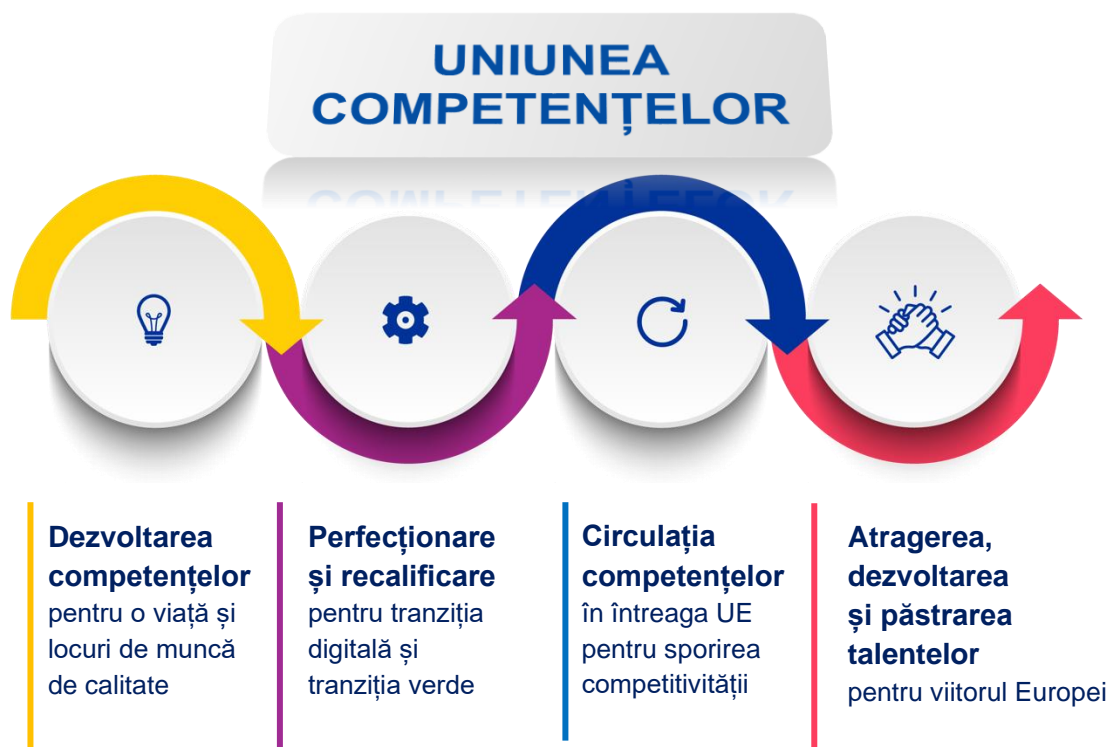 UNIUNEA
COMPETENȚELOR
Dezvoltarea
competențelor
pentru o viață și
locuri de muncă
de calitate
Perfecționare
și recalificare
pentru tranziția
digitală și
tranziția verde
Circulația
competențelor
în întreaga UE
pentru sporirea
competitivității
Atragerea,
dezvoltarea
și păstrarea
talentelor
pentru viitorul Europei